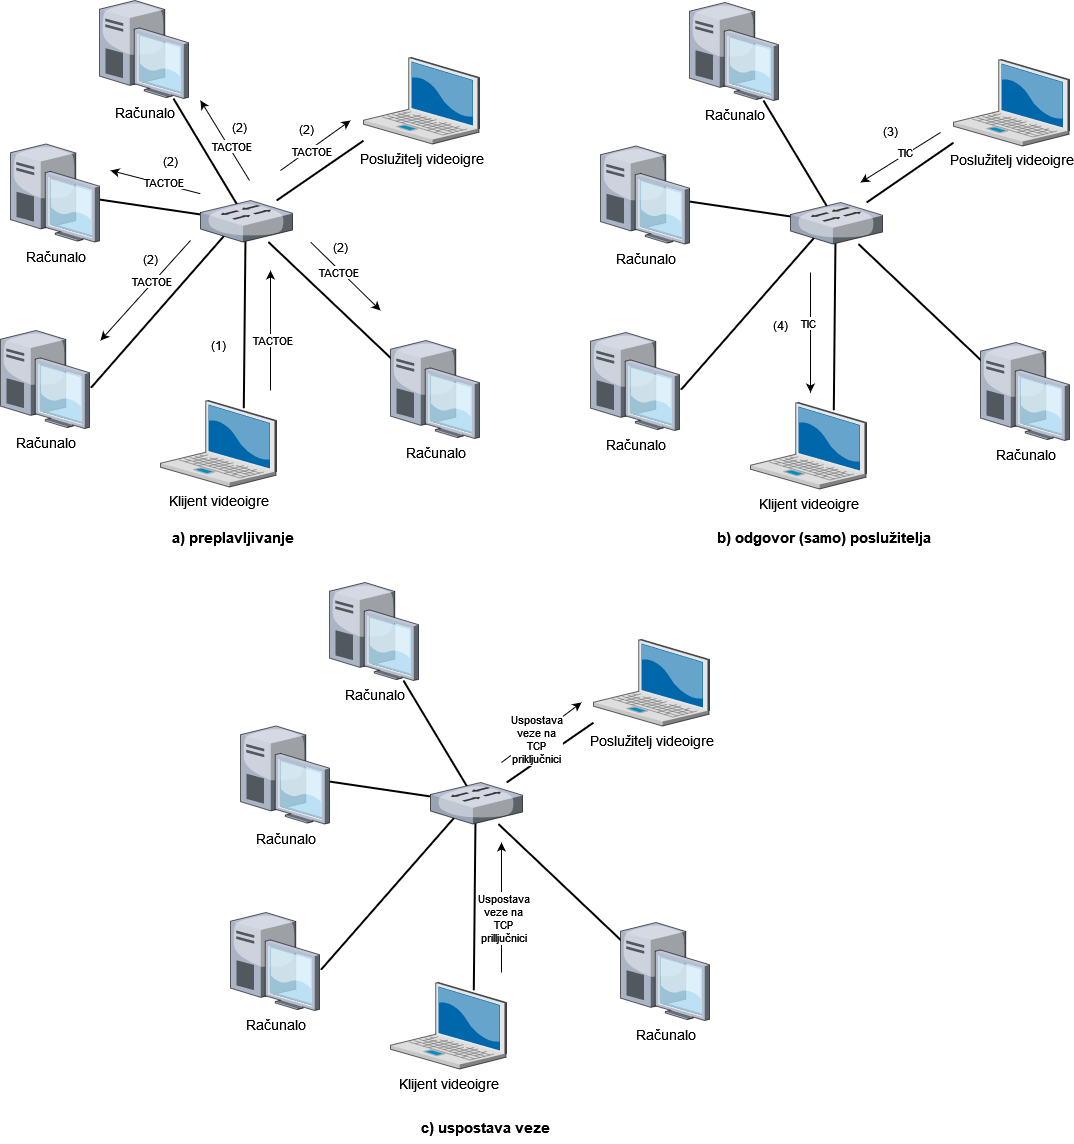 Računalo
(2)
TACTOE
(2)
TACTOE
Poslužitelj videoigre
(2)
TACTOE
Računalo
(2)
TACTOE
(2)
TACTOE
(1)
TACTOE
Računalo
Računalo
Klijent videoigre
a) preplavljivanje
Računalo
(3)
TIC
Poslužitelj videoigre
Računalo
(4)
TIC
Računalo
Računalo
Klijent videoigre
b) odgovor (samo) poslužitelja
Računalo
Uspostava
veze na
TCP
priključnici
Poslužitelj videoigre
Računalo
Uspostava
veze na
TCP
prilljučnici
Računalo
Računalo
Klijent videoigre
c) uspostava veze